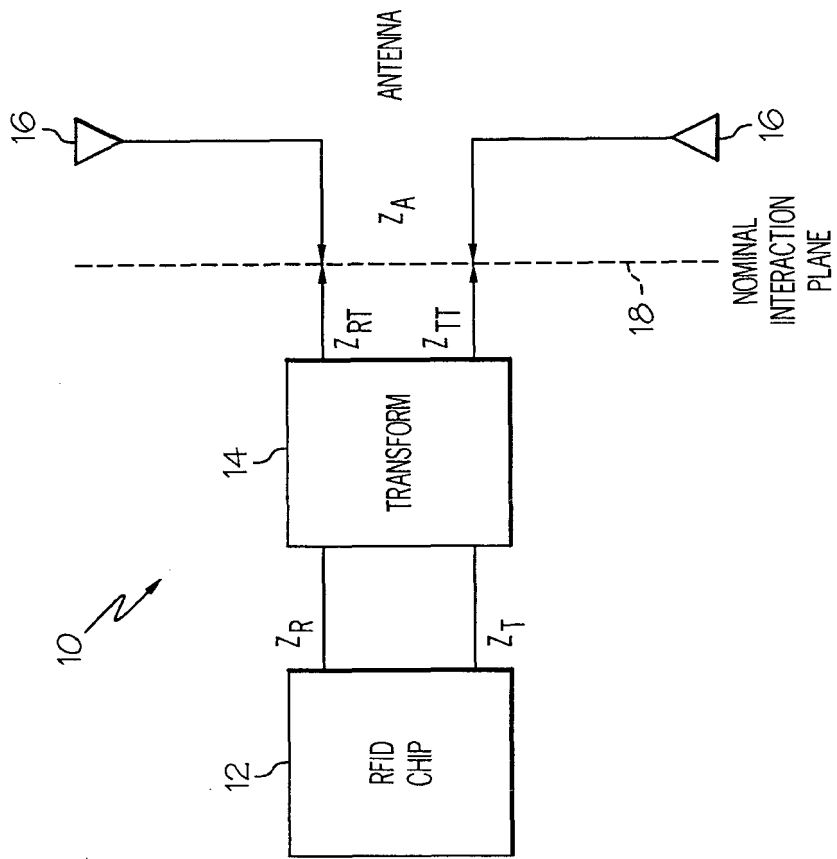 10
12
RFID
CHIP
Z_R
Z_T
14
TRANSFORM
Z_RT
Z_TT
Z_A
16
ANTENNA
16
18
NOMINAL
INTERACTION
PLANE